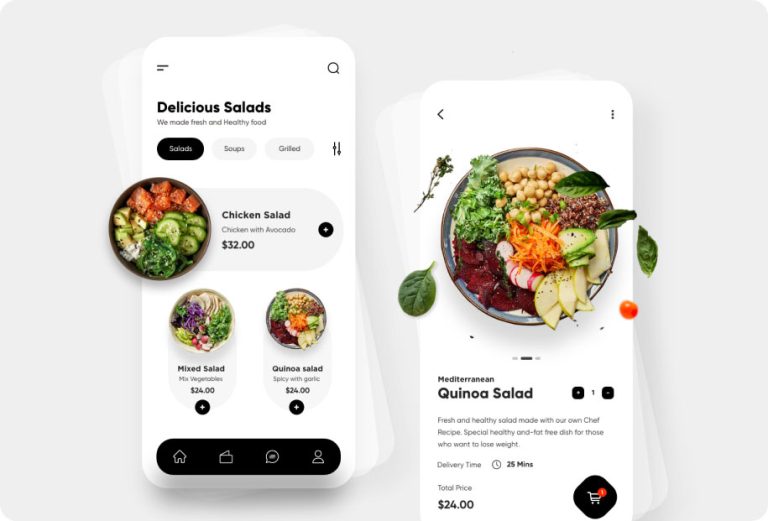 Delicious Salads
We made fresh and Healthy food
Salads
Soups
Grilled
Chicken Salad
Chicken with Avocado
$32.00
Mixed Salad
Mix Vegetables
$24.00
Quinoa salad
Spicy with garlic
$24.00
Mediterranean
Quinoa Salad
1
Fresh and healthy salad made with our own Chef
Recipe. Special healthy and-fat free dish for those
who want to lose weight.
Delivery Time
25 Mins
Total Price
$24.00
1